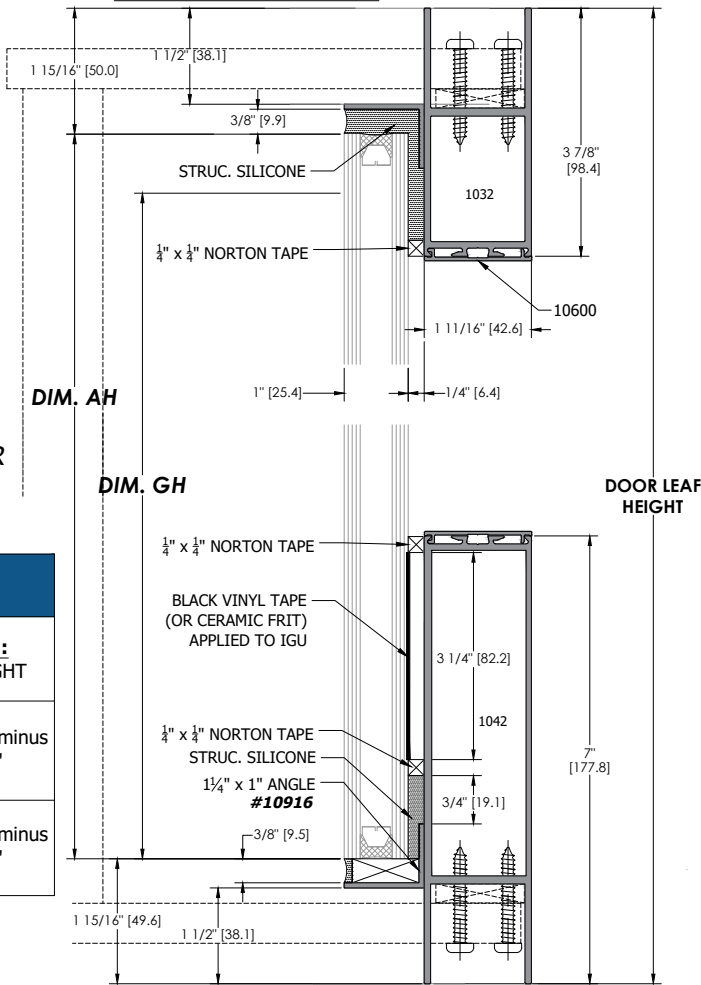 1 1/2" [38.1]
1 15/16" [50.0]
3/8" [9.9]
STRUC. SILICONE
3 7/8"
[98.4]
1032
¼" x ¼" NORTON TAPE
10600
1 11/16" [42.6]
1" [25.4]
1/4" [6.4]
DIM. AH
R
DIM. GH
DOOR LEAF
HEIGHT
¼" x ¼" NORTON TAPE
BLACK VINYL TAPE
(OR CERAMIC FRIT)
APPLIED TO IGU
3 1/4" [82.2]
:
GHT
1042
minus
"
¼" x ¼" NORTON TAPE
STRUC. SILICONE
7"
[177.8]
1¼" x 1" ANGLE
#10916
3/4" [19.1]
3/8" [9.5]
minus
"
1 15/16" [49.6]
1 1/2" [38.1]